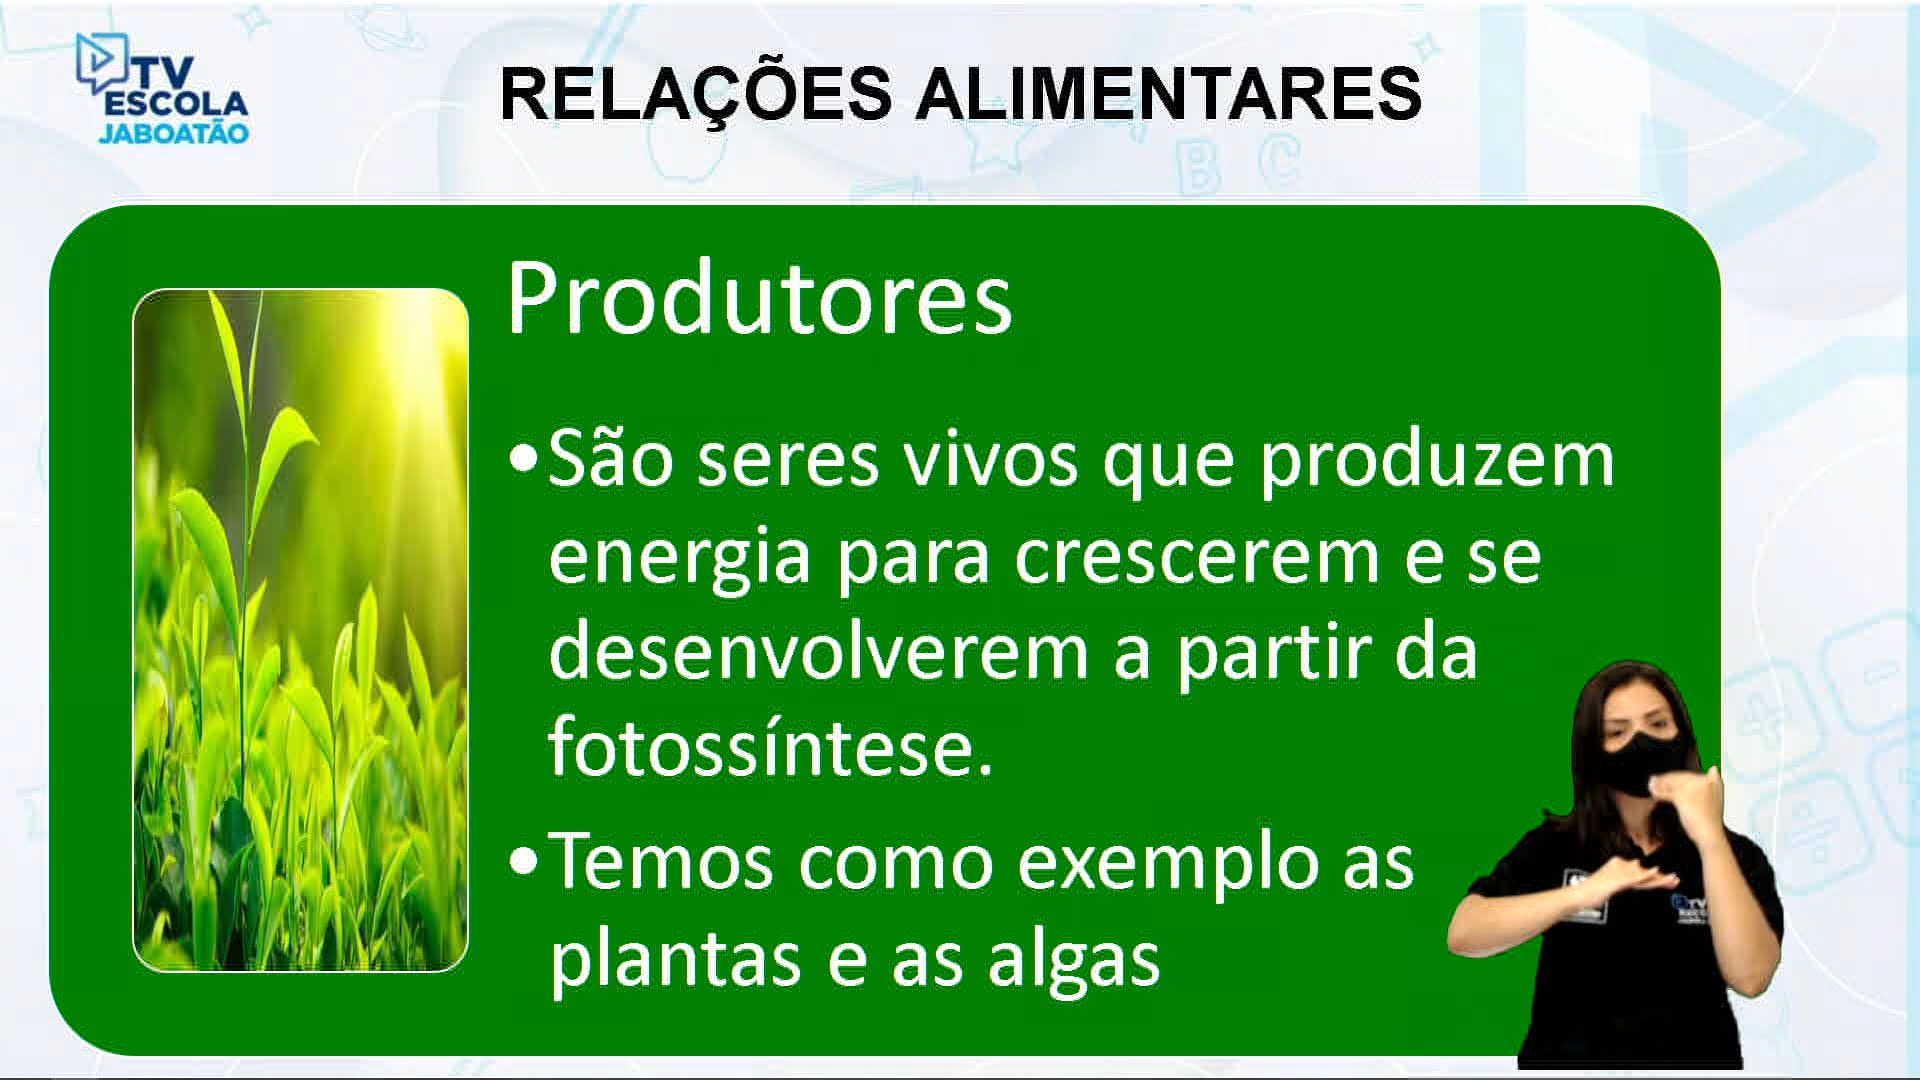 TV
ESCOLA
JABOATÃO
RELAÇÕES ALIMENTARES
B C
Produtores
•São seres vivos que produzem
energia para crescerem e se
desenvolverem a partir da
fotossíntese.
•Temos como exemplo as
plantas e as algas